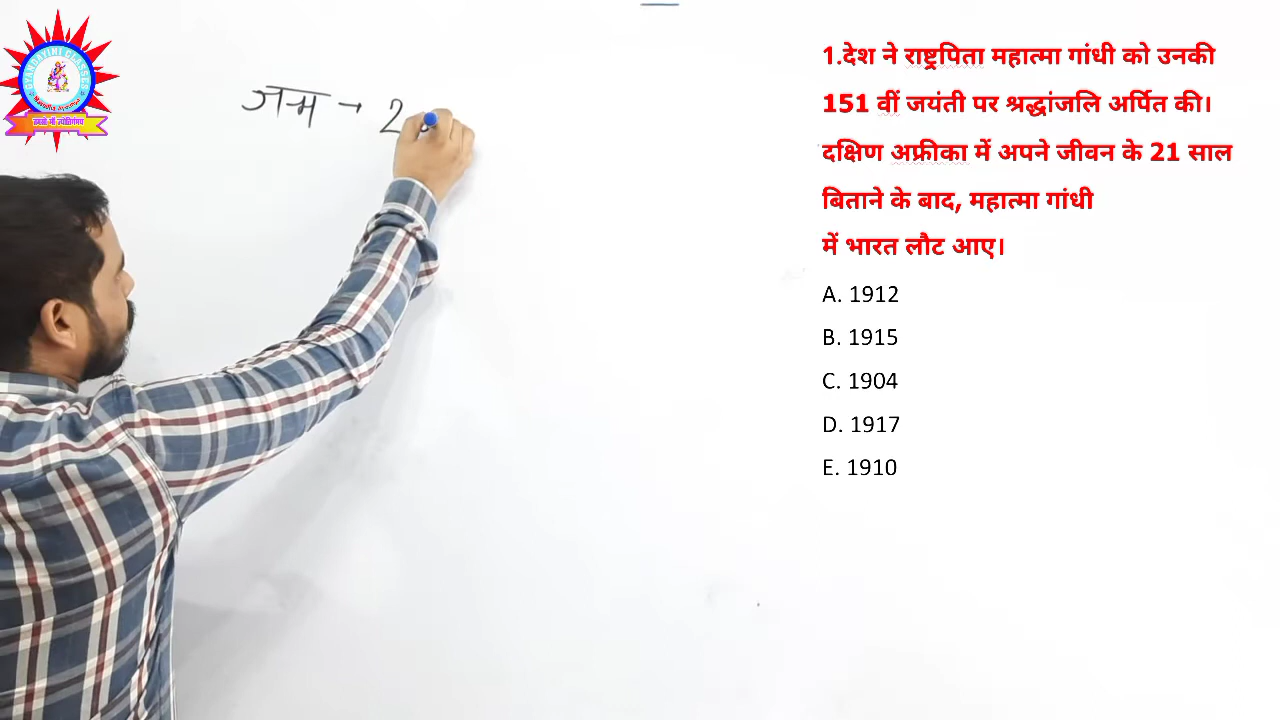 जन्म → 2
1.देश ने राष्ट्रपिता महात्मा गांधी को उनकी
151 वीं जयंती पर श्रद्धांजलि अर्पित की।
दक्षिण अफ्रीका में अपने जीवन के 21 साल
बिताने के बाद, महात्मा गांधी
में भारत लौट आए।
A. 1912
B. 1915
C. 1904
D. 1917
E. 1910